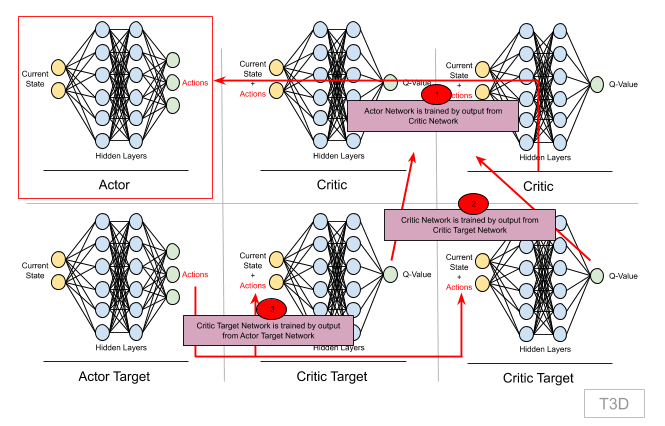 Current
State
Actions
Hidden Layers
Actor
Current
State
+
Actions
Q-Value
Hidden Layers
Critic
Current
State
+
Actions
Q-Value
Hidden Layers
Critic
1
Actor Network is trained by output from
Critic Network
2
Critic Network is trained by output from
Critic Target Network
Current
State
Actions
Hidden Layers
Actor Target
Current
State
+
Actions
Q-Value
Hidden Layers
Critic Target
Current
State
+
Actions
Q-Value
Hidden Layers
Critic Target
3
Critic Target Network is trained by output
from Actor Target Network
T3D